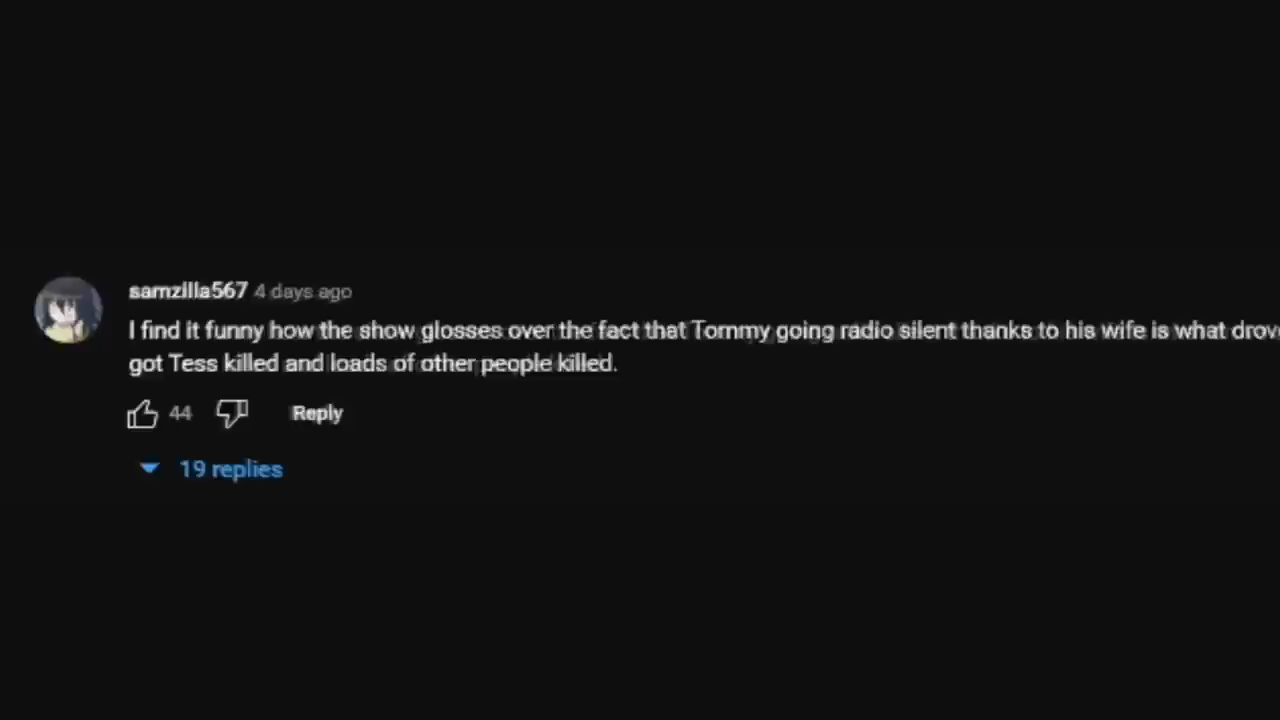 samzilla567 4 days ago
I find it funny how the show glosses over the fact that Tommy going radio silent thanks to his wife is what
got Tess killed and loads of other people killed.
44 Reply
19 replies